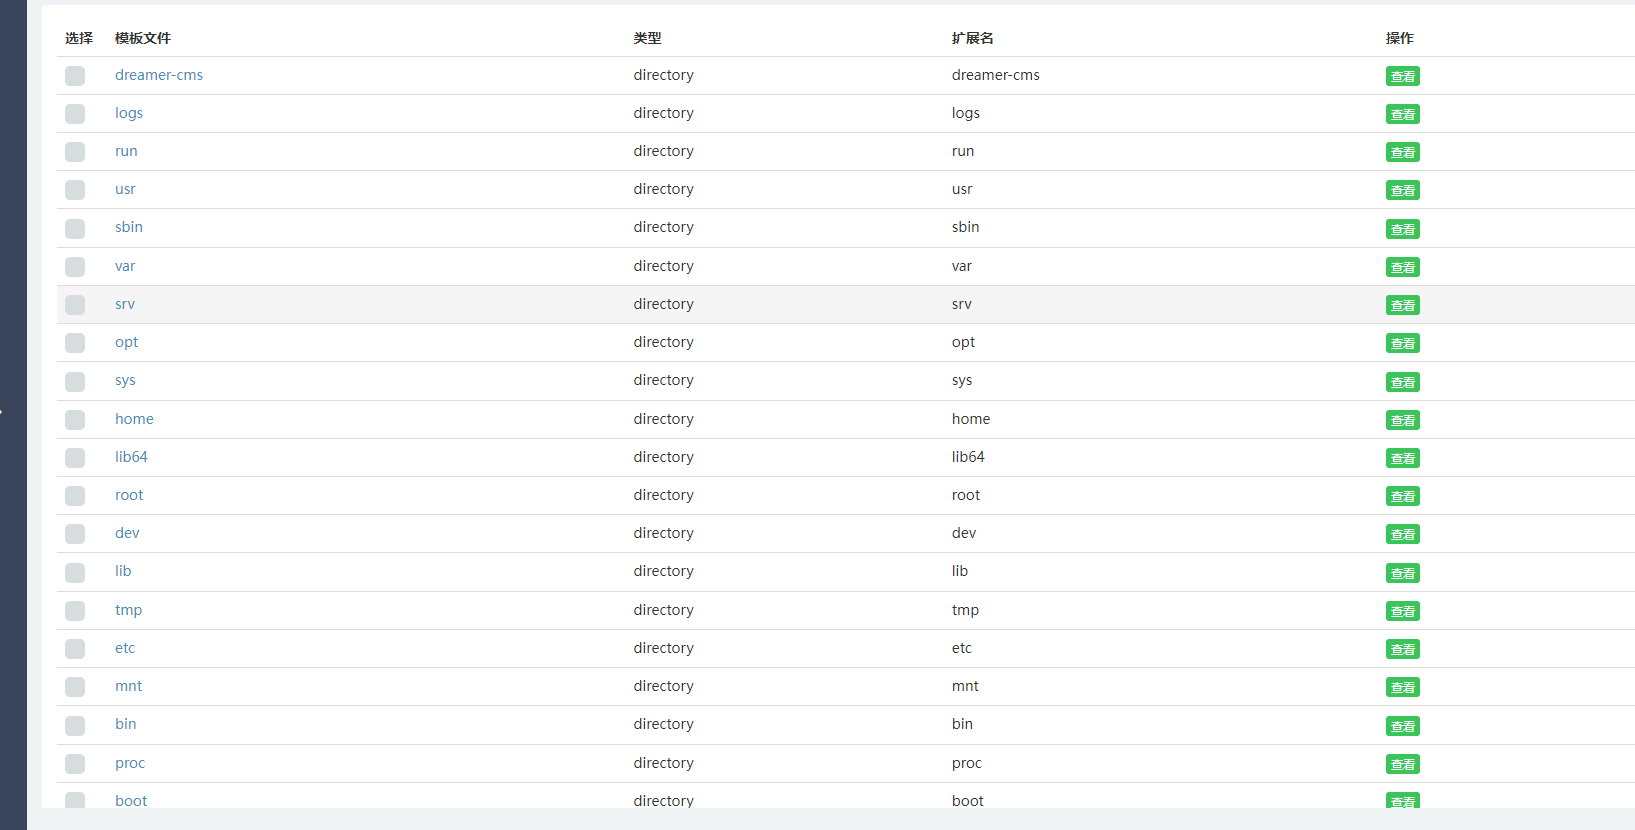 选择 模板文件 类型 扩展名 操作
dreamer-cms directory dreamer-cms 查看
logs directory logs 查看
run directory run 查看
usr directory usr 查看
sbin directory sbin 查看
var directory var 查看
srv directory srv 查看
opt directory opt 查看
sys directory sys 查看
home directory home 查看
lib64 directory lib64 查看
root directory root 查看
dev directory dev 查看
lib directory lib 查看
tmp directory tmp 查看
etc directory etc 查看
mnt directory mnt 查看
bin directory bin 查看
proc directory proc 查看
boot directory boot 查看